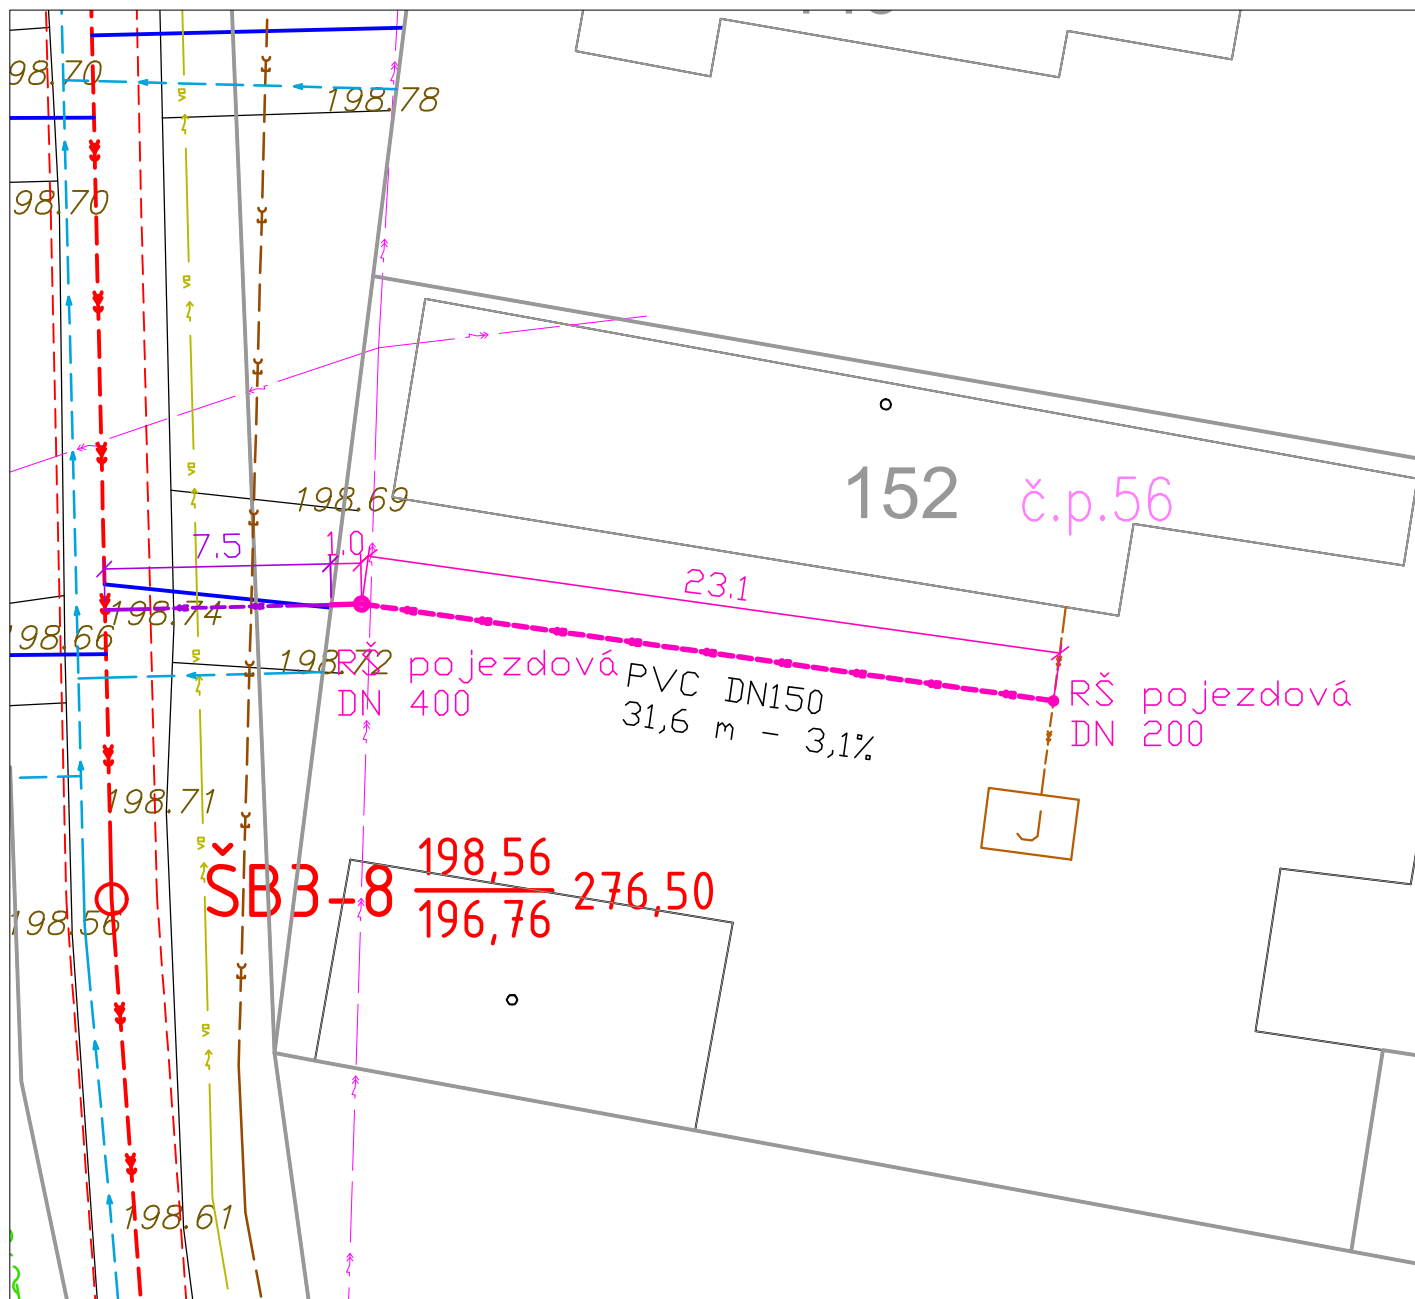 98.70
198.78
98.70
198.69
152
č.p.56
7.5
1.0
23.1
198.74
198.66
198.72
RŠ pojezdová
DN 400
PVC DN150
31,6 m - 3,1%
RŠ pojezdová
DN 200
J
198.71
ŠB3-8 198,56 276,50
196,76
198.56
198.61